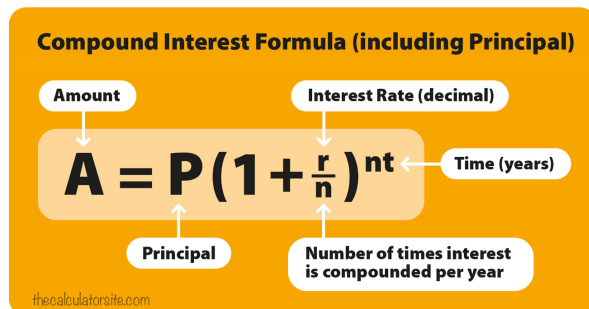 Compound Interest Formula (including Principal)
Amount
Interest Rate (decimal)
A = P(1+r/n)^nt
Time (years)
Principal
Number of times interest
is compounded per year
thecalculatorsite.com